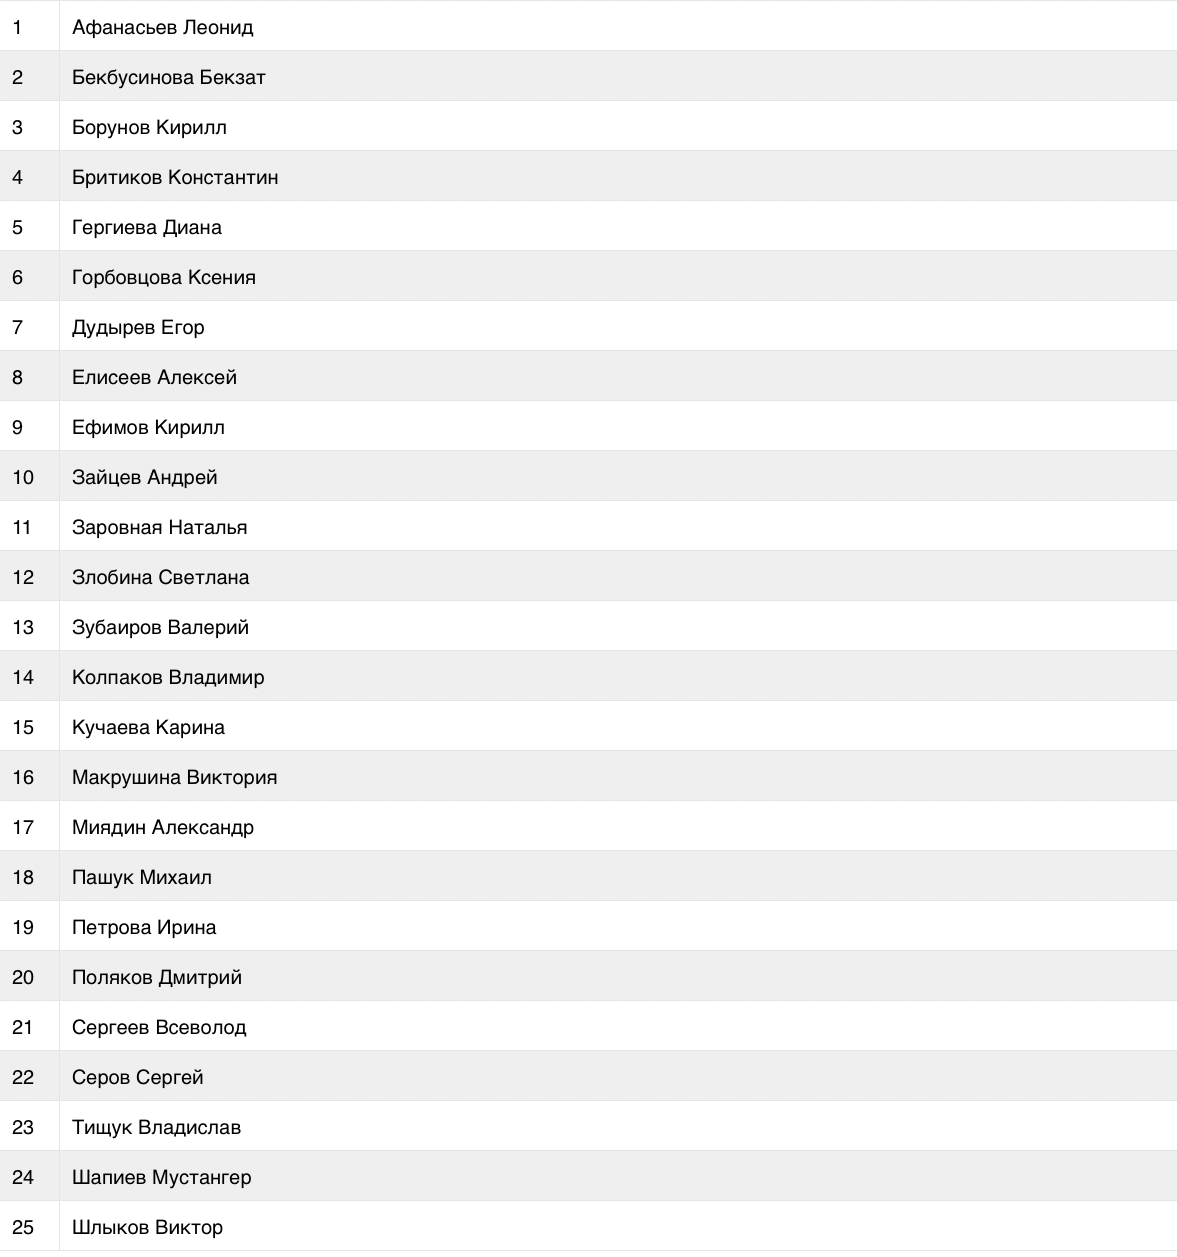 1 Афанасьев Леонид
2 Бекбусинова Бекзат
3 Борунов Кирилл
4 Бритиков Константин
5 Гергиева Диана
6 Горбовцова Ксения
7 Дудырев Егор
8 Елисеев Алексей
9 Ефимов Кирилл
10 Зайцев Андрей
11 Заровная Наталья
12 Злобина Светлана
13 Зубаиров Валерий
14 Колпаков Владимир
15 Кучаева Карина
16 Макрушина Виктория
17 Миядин Александр
18 Пашук Михаил
19 Петрова Ирина
20 Поляков Дмитрий
21 Сергеев Всеволод
22 Серов Сергей
23 Тищук Владислав
24 Шапиев Мустангер
25 Шлыков Виктор